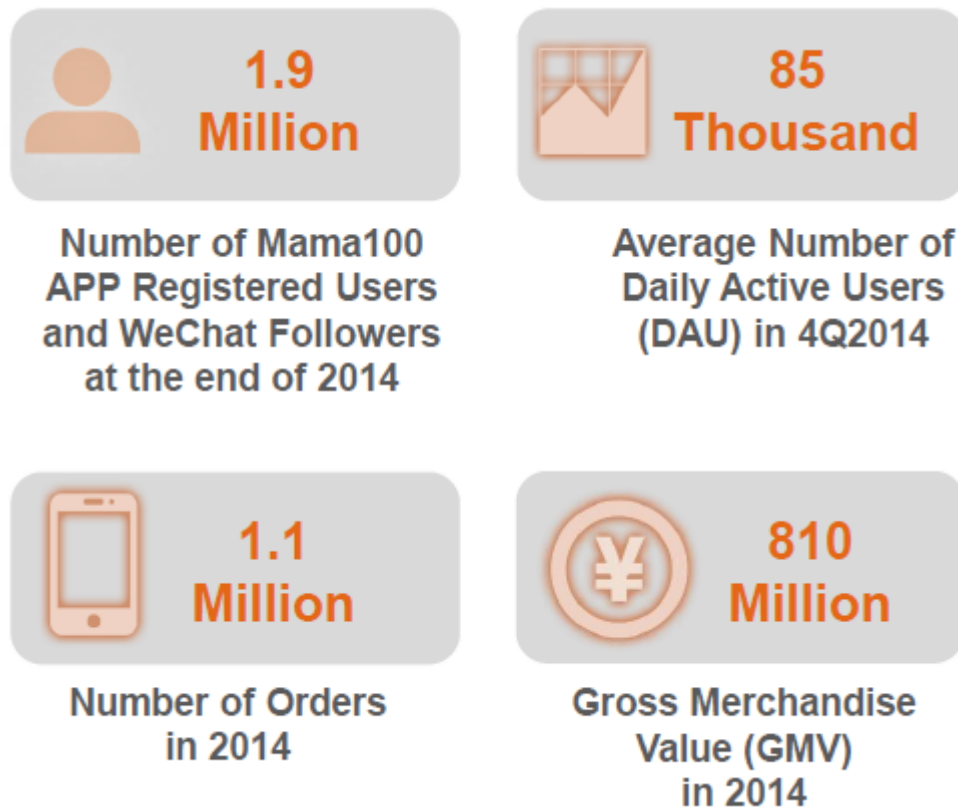 1.9
Million
Number of Mama100
APP Registered Users
and WeChat Followers
at the end of 2014
85
Thousand
Average Number of
Daily Active Users
(DAU) in 4Q2014
1.1
Million
Number of Orders
in 2014
¥
810
Million
Gross Merchandise
Value (GMV)
in 2014